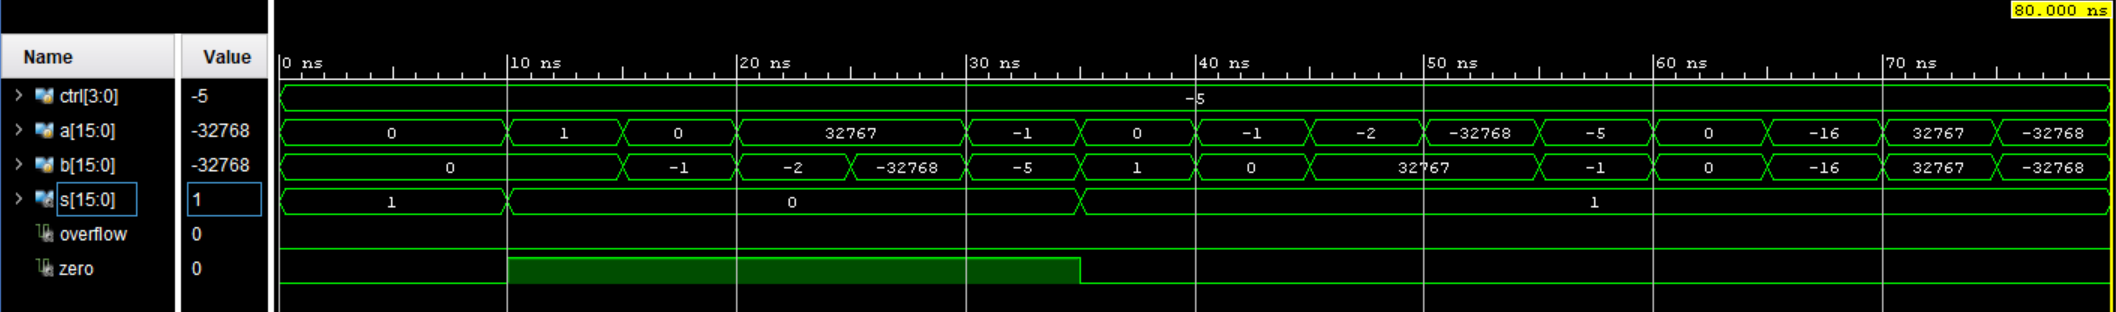 80.000 ns
Name Value
0 ns 10 ns 20 ns 30 ns 40 ns 50 ns 60 ns 70 ns
ctrl[3:0] -5 -5
a[15:0] -32768 0 1 0 32767 -1 0 -1 -2 -32768 -5 0 -16 32767 -32768
b[15:0] -32768 0 -1 -2 -32768 -5 1 0 32767 -1 0 -16 32767 -32768
s[15:0] 1 1 0 1
overflow 0
zero 0